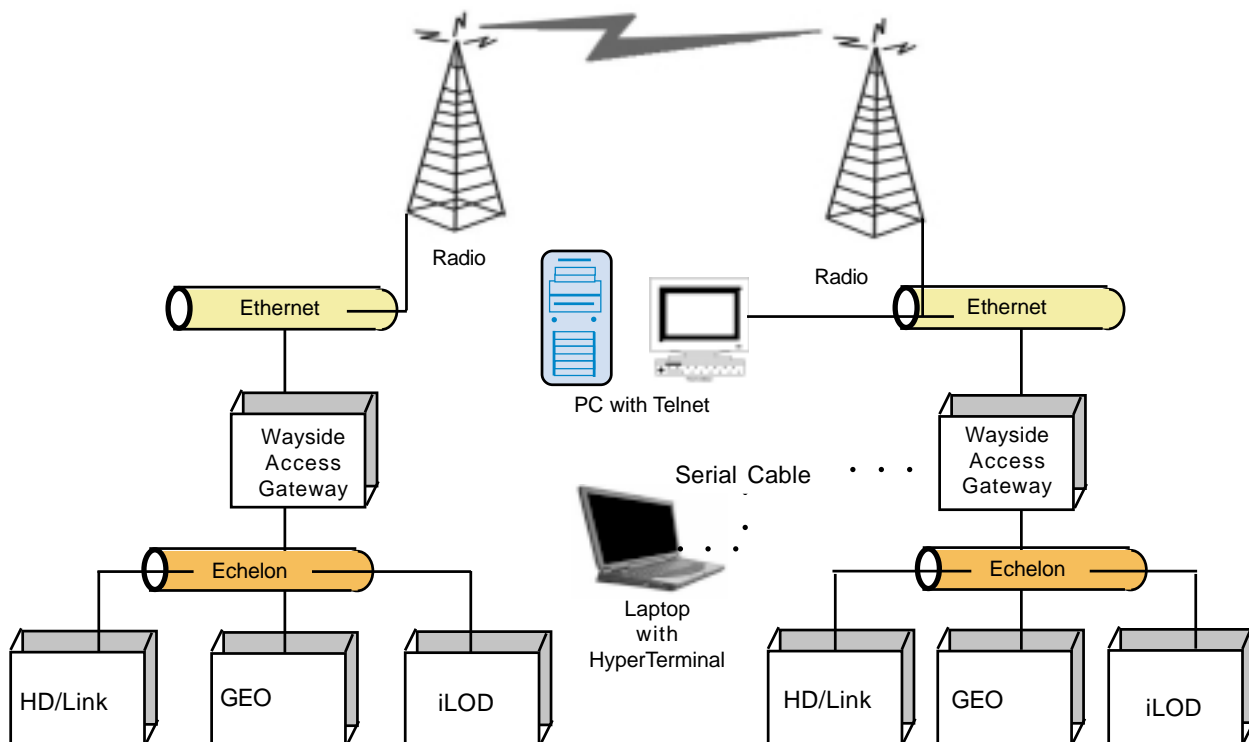 Radio
Radio
Ethernet
Ethernet
PC with Telnet
Wayside
Access
Gateway
Wayside
Access
Gateway
Serial Cable
Echelon
Echelon
Laptop
with
HyperTerminal
HD/Link
GEO
iLOD
HD/Link
GEO
iLOD